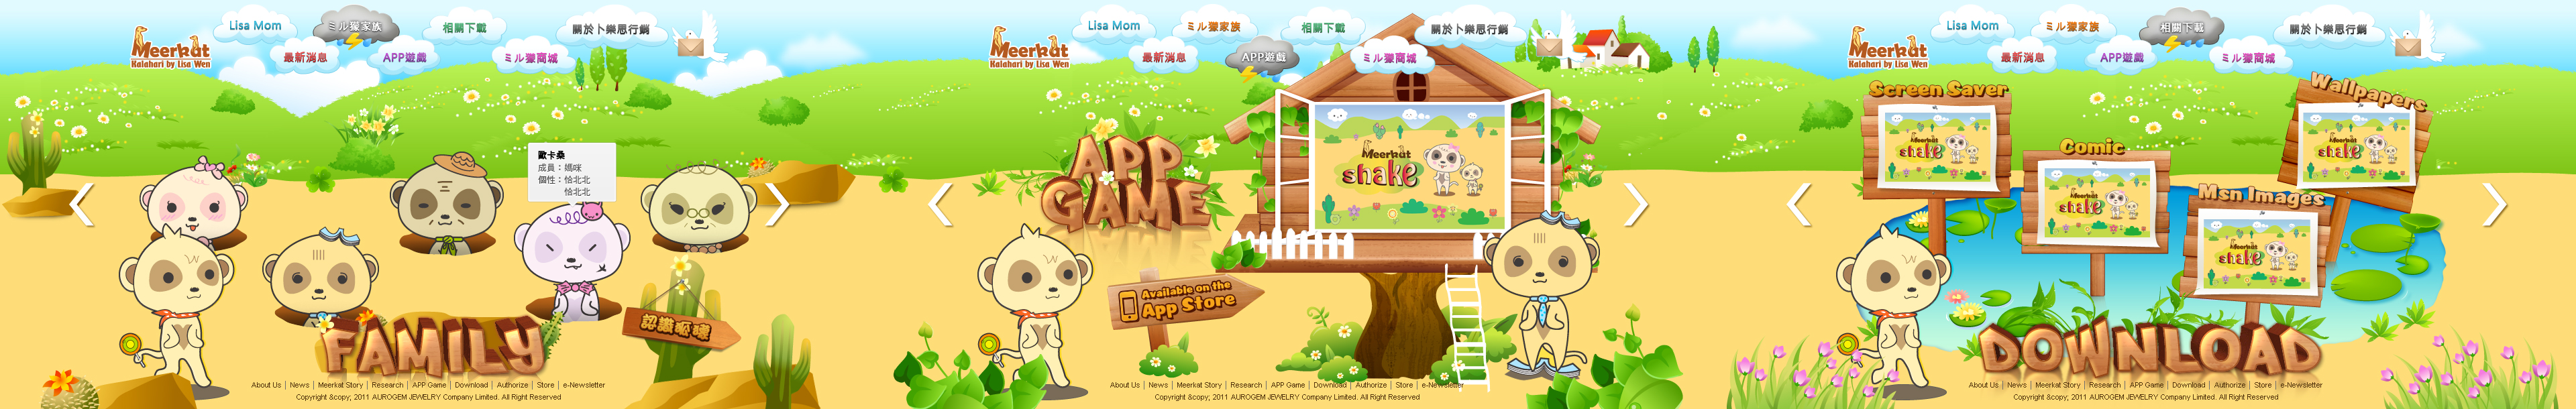 Lisa Mom
ミル獴家族
相關下載
關於卜樂思行銷
Meerkat
Kalahari by Lisa Wen
最新消息
APP遊戲
ミル獴商城
歐卡桑
成員：媽咪
個性：恰北北
恰北北
認識狐獴
FAMILY
About Us | News | Meerkat Story | Research | APP Game | Download | Authorize | Store | e-Newsletter
Copyright &copy; 2011 AUROGEM JEWELRY Company Limited. All Right Reserved
Lisa Mom
ミル獴家族
相關下載
關於卜樂思行銷
Meerkat
Kalahari by Lisa Wen
最新消息
APP遊戲
ミル獴商城
APP
GAME
Meerkat
shake
Available on the
App Store
About Us | News | Meerkat Story | Research | APP Game | Download | Authorize | Store | e-Newsletter
Copyright &copy; 2011 AUROGEM JEWELRY Company Limited. All Right Reserved
Lisa Mom
ミル獴家族
相關下載
關於卜樂思行銷
Meerkat
Kalahari by Lisa Wen
最新消息
APP遊戲
ミル獴商城
Screen Saver
Meerkat
shake
Comic
Meerkat
shake
Wallpapers
Meerkat
shake
Msn Images
Meerkat
shake
DOWNLOAD
About Us | News | Meerkat Story | Research | APP Game | Download | Authorize | Store | e-Newsletter
Copyright &copy; 2011 AUROGEM JEWELRY Company Limited. All Right Reserved